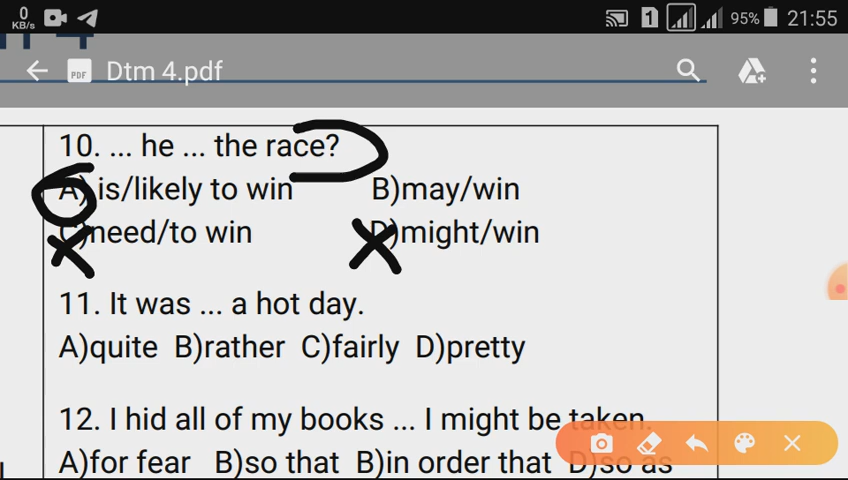 0
KB/s
1
95%
21:55
Dtm 4.pdf
PDF
10. ... he ... the race?
A) is/likely to win B)may/win
C)need/to win D)might/win
11. It was ... a hot day.
A)quite B)rather C)fairly D)pretty
12. I hid all of my books ... I might be taken.
A)for fear B)so that B)in order that D)so as